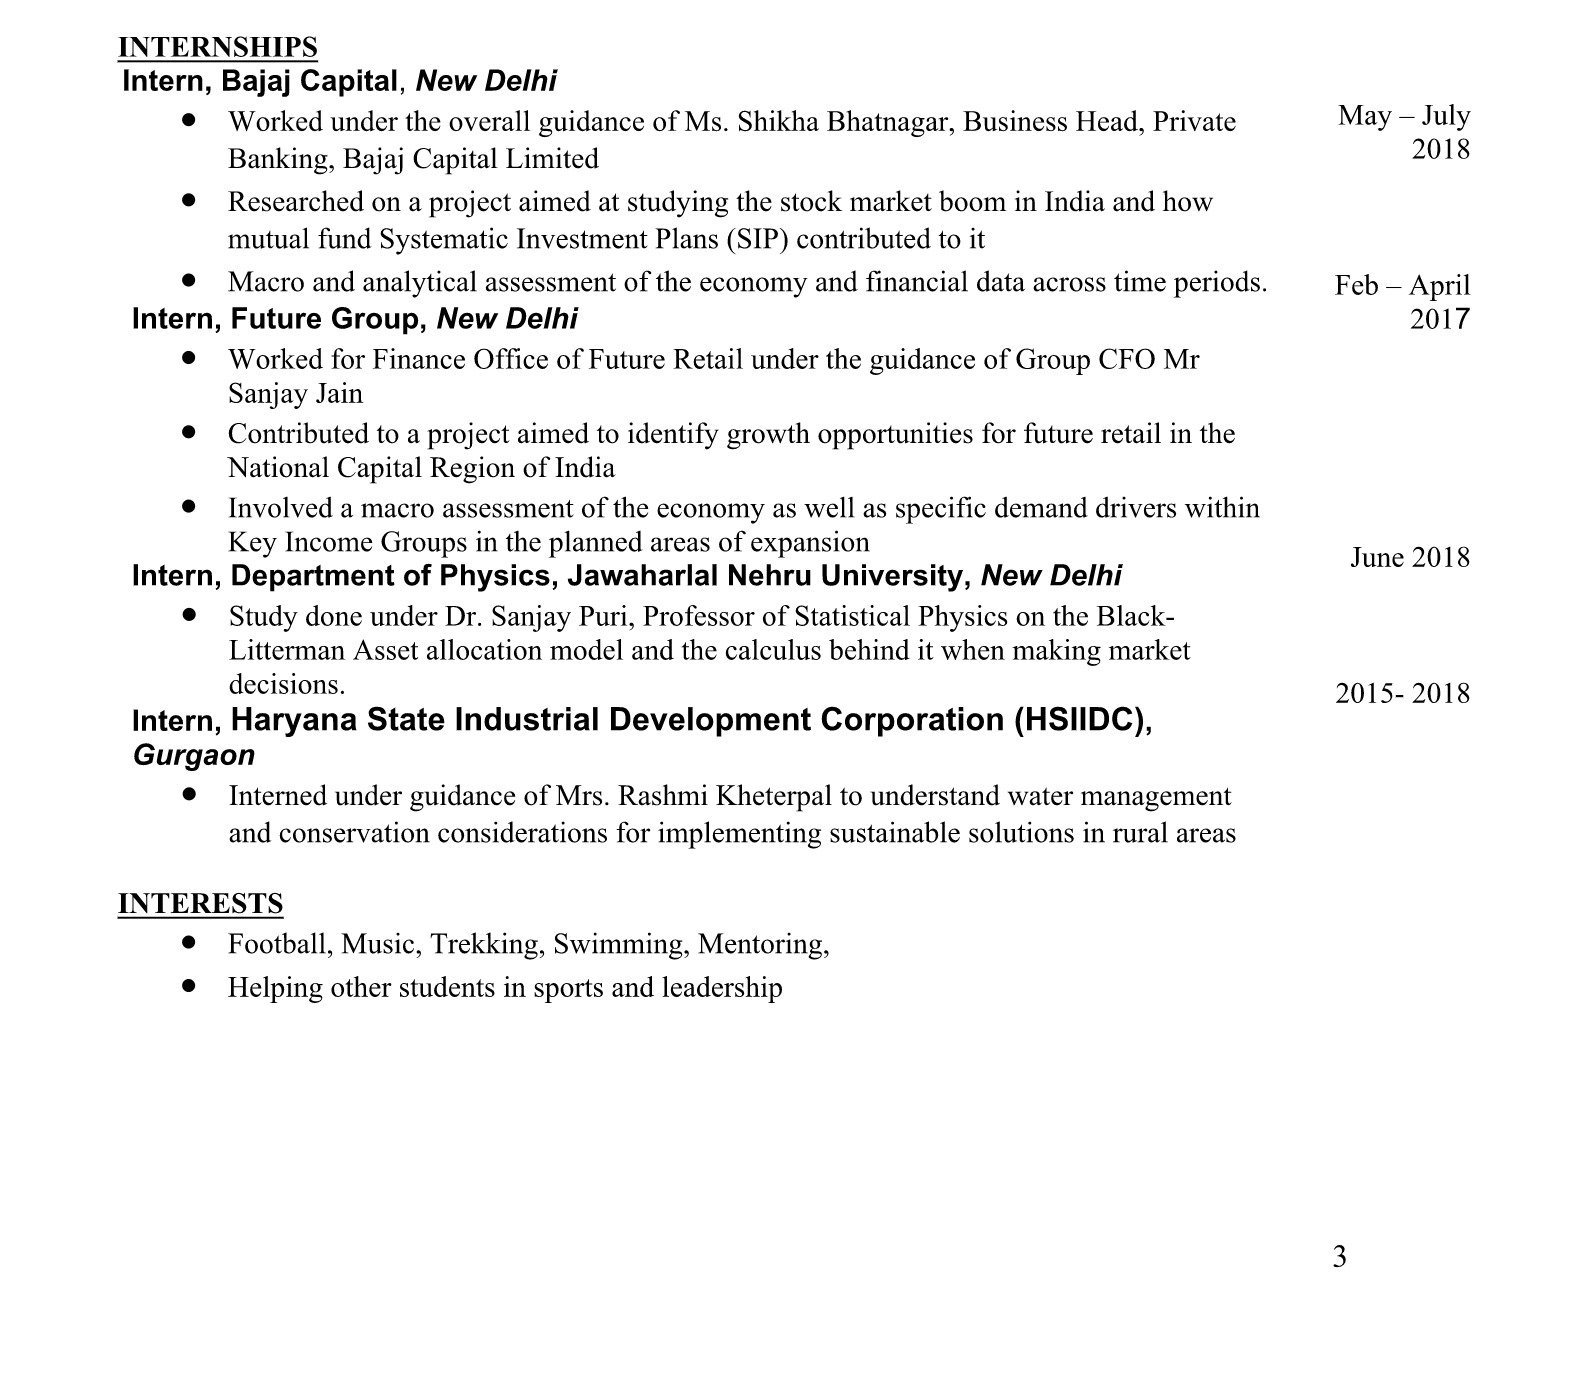 INTERNSHIPS
Intern, Bajaj Capital, New Delhi
● Worked under the overall guidance of Ms. Shikha Bhatnagar, Business Head, Private
Banking, Bajaj Capital Limited
May – July
2018
● Researched on a project aimed at studying the stock market boom in India and how
mutual fund Systematic Investment Plans (SIP) contributed to it
● Macro and analytical assessment of the economy and financial data across time periods.
Feb – April
2017
Intern, Future Group, New Delhi
● Worked for Finance Office of Future Retail under the guidance of Group CFO Mr
Sanjay Jain
● Contributed to a project aimed to identify growth opportunities for future retail in the
National Capital Region of India
● Involved a macro assessment of the economy as well as specific demand drivers within
Key Income Groups in the planned areas of expansion
June 2018
Intern, Department of Physics, Jawaharlal Nehru University, New Delhi
● Study done under Dr. Sanjay Puri, Professor of Statistical Physics on the Black-
Litterman Asset allocation model and the calculus behind it when making market
decisions.
2015- 2018
Intern, Haryana State Industrial Development Corporation (HSIIDC),
Gurgaon
● Interned under guidance of Mrs. Rashmi Kheterpal to understand water management
and conservation considerations for implementing sustainable solutions in rural areas
INTERESTS
● Football, Music, Trekking, Swimming, Mentoring,
● Helping other students in sports and leadership
3